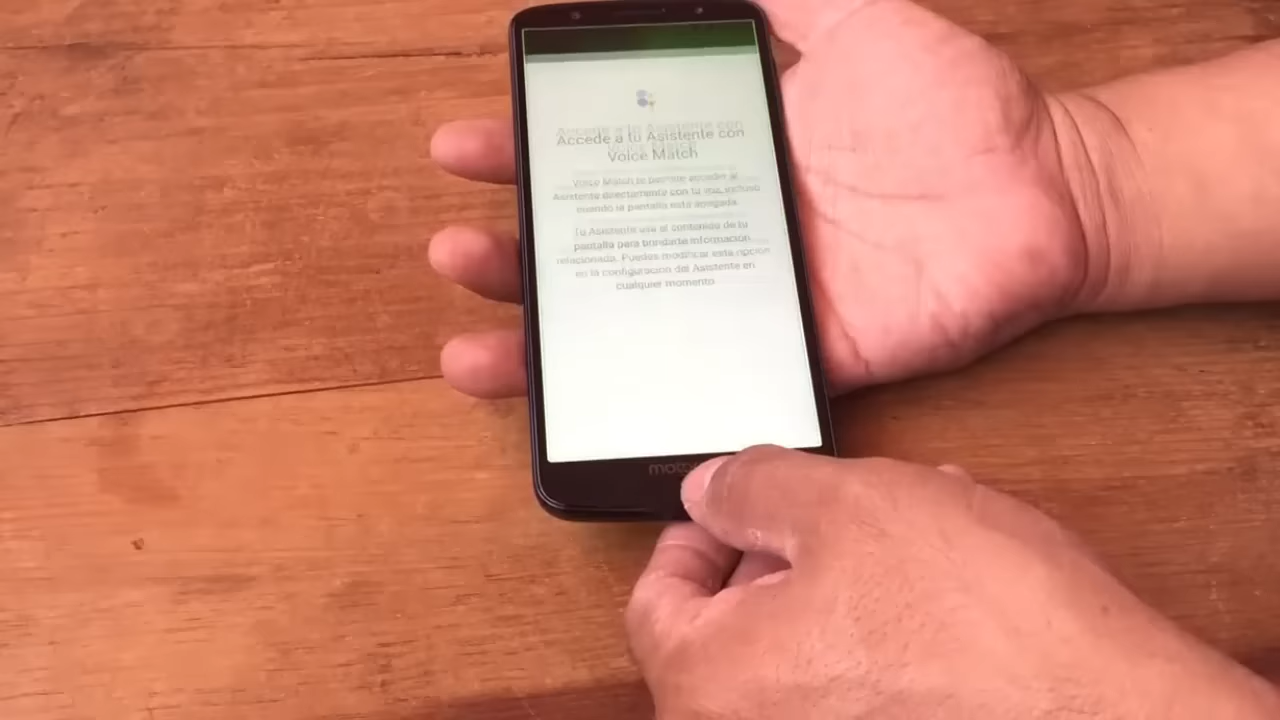 Accede a tu Asistente con
Voice Match
Voice Match te permite acceder al
Asistente directamente con tu voz, incluso
cuando la pantalla está apagada.
Tu Asistente usa el contenido de tu
pantalla para brindarte información
relacionada. Puedes modificar esta opción
en la configuración del Asistente en
cualquier momento.
moto